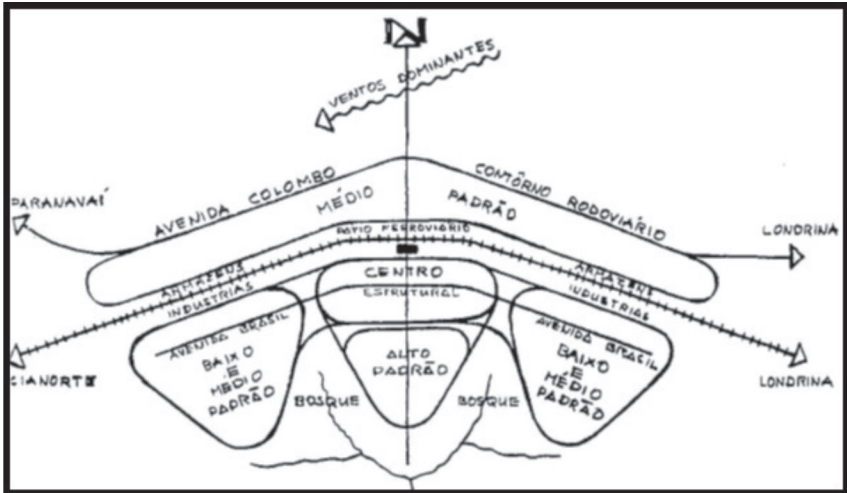 N
VENTOS DOMINANTES
PARANAVAÍ
AVENIDA COLOMBO
CONTÔRNO RODOVIÁRIO
MÉDIO
PADRÃO
LONDRINA
PÁTIO FERROVIÁRIO
ARMAZENS
ARMAZENS
INDUSTRIAS
CENTRO
INDUSTRIAS
ESTRUTURAL
AVENIDA BRASIL
AVENIDA BRASIL
CIANORTE
BAIXO
E
MÉDIO
PADRÃO
ALTO
PADRÃO
BAIXO
E
MÉDIO
PADRÃO
LONDRINA
BOSQUE
BOSQUE